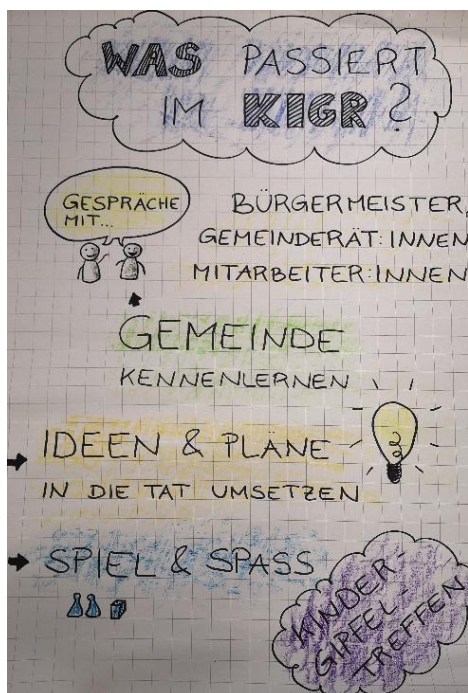 WAS PASSIERT
IM KIGR?
GESPRÄCHE
MIT...
BÜRGERMEISTER,
GEMEINDERÄT:INNEN
MITARBEITER:INNEN
GEMEINDE
KENNENLERNEN
IDEEN & PLÄNE
IN DIE TAT UMSETZEN
SPIEL & SPASS
KINDER-
GIPFEL-
TREFFEN